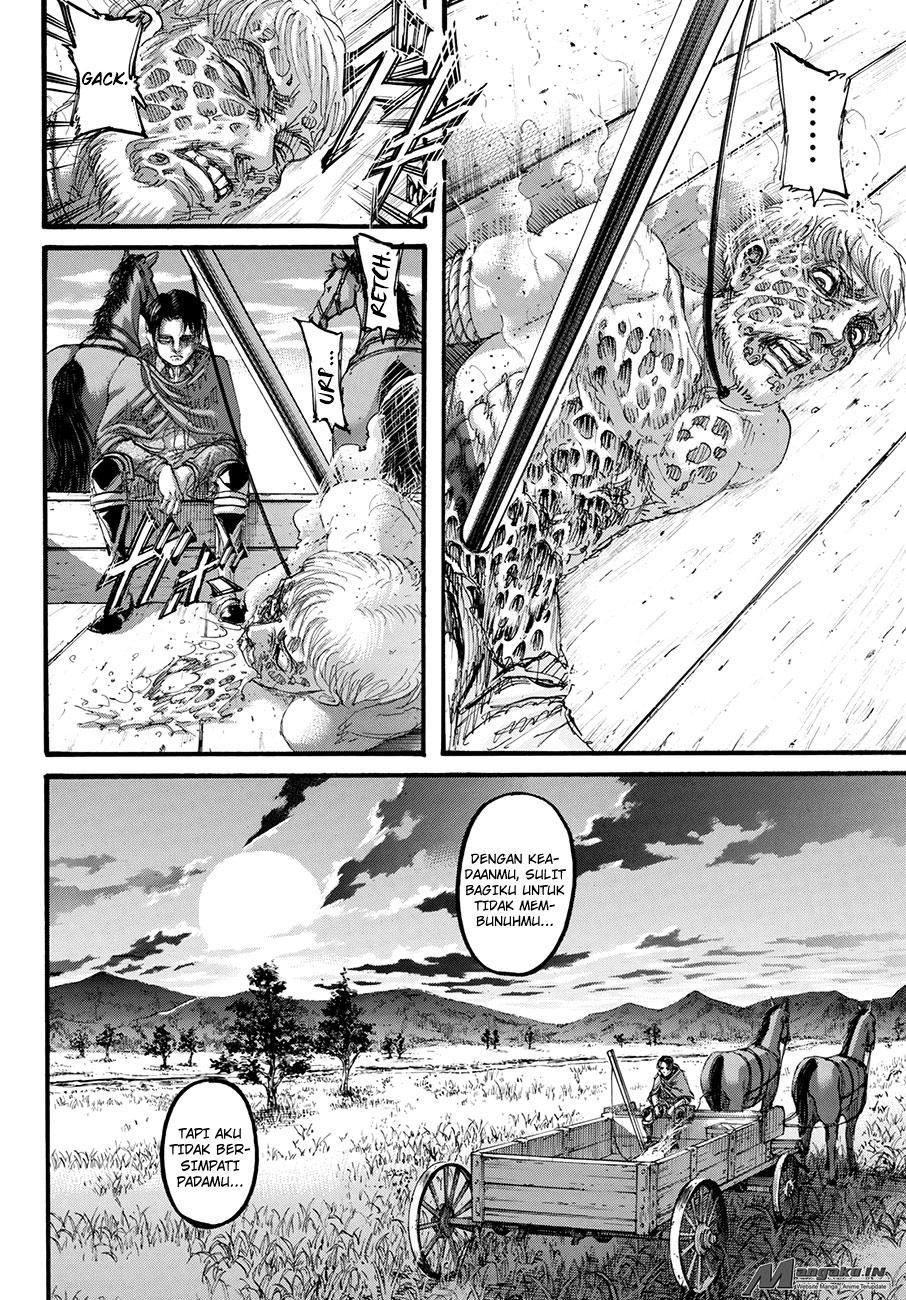 ......
GACK.
RETCH.
URP...
DENGAN KEA-
DAANMU, SULIT
BAGIKU UNTUK
TIDAK MEM-
BUNUHMU...
TAPI AKU
TIDAK BER-
SIMPATI
PADAMU...
Mangaku.IN